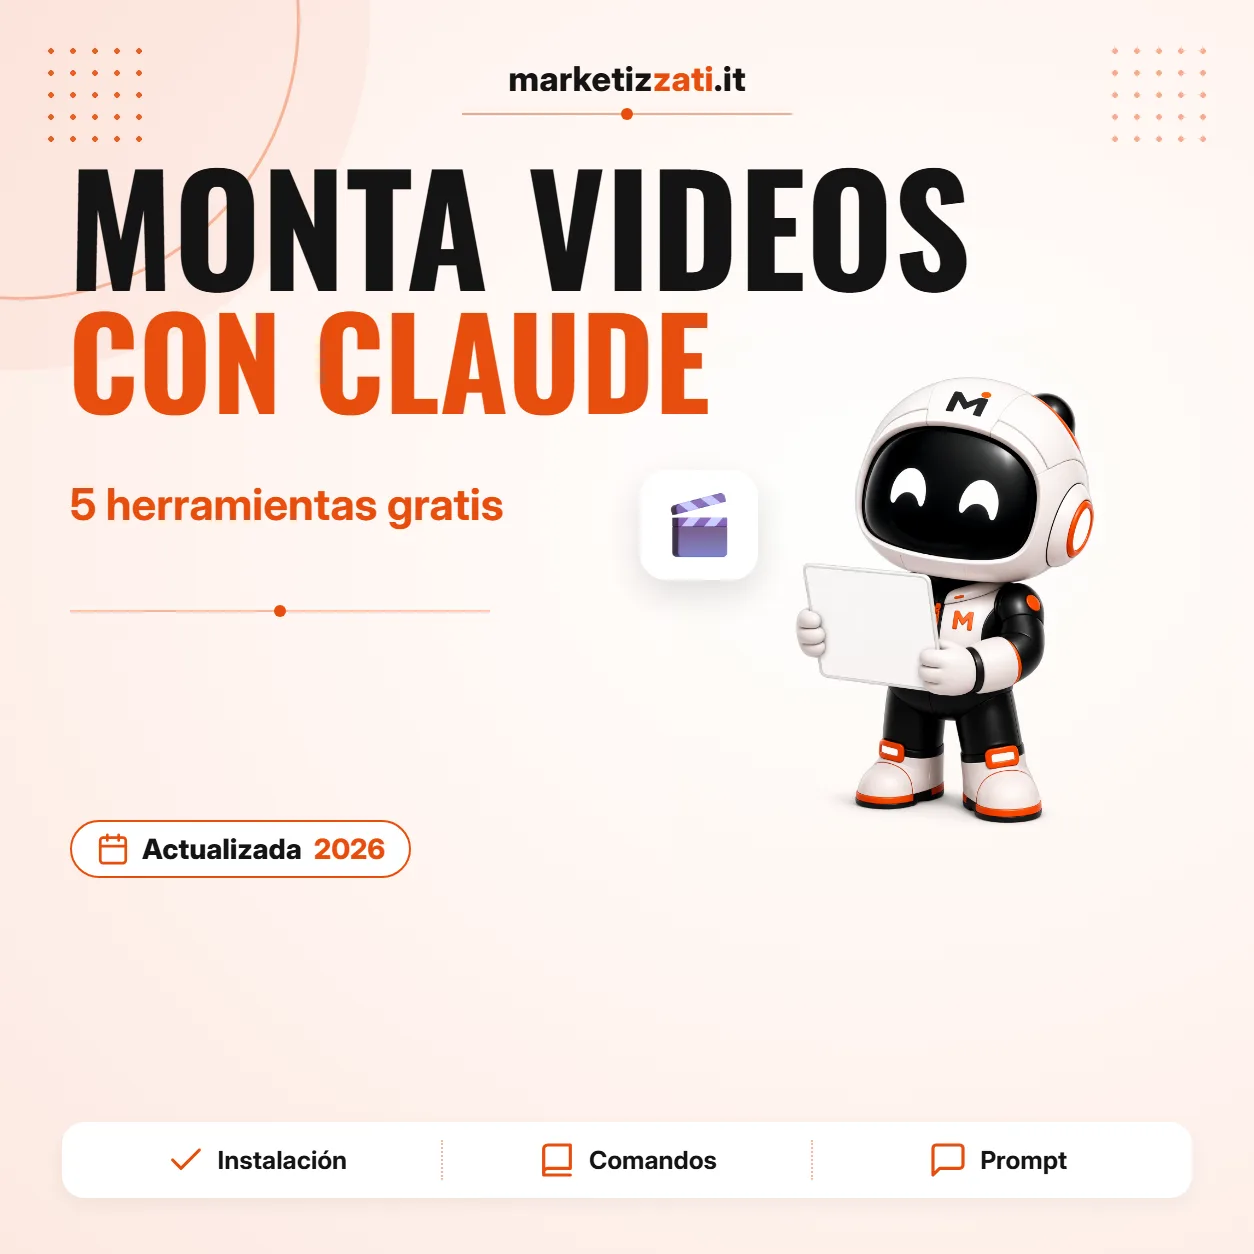 marketizzati.it
MONTA VIDEOS
CON CLAUDE
5 herramientas gratis
Actualizada 2026
Instalación
Comandos
Prompt
M
M